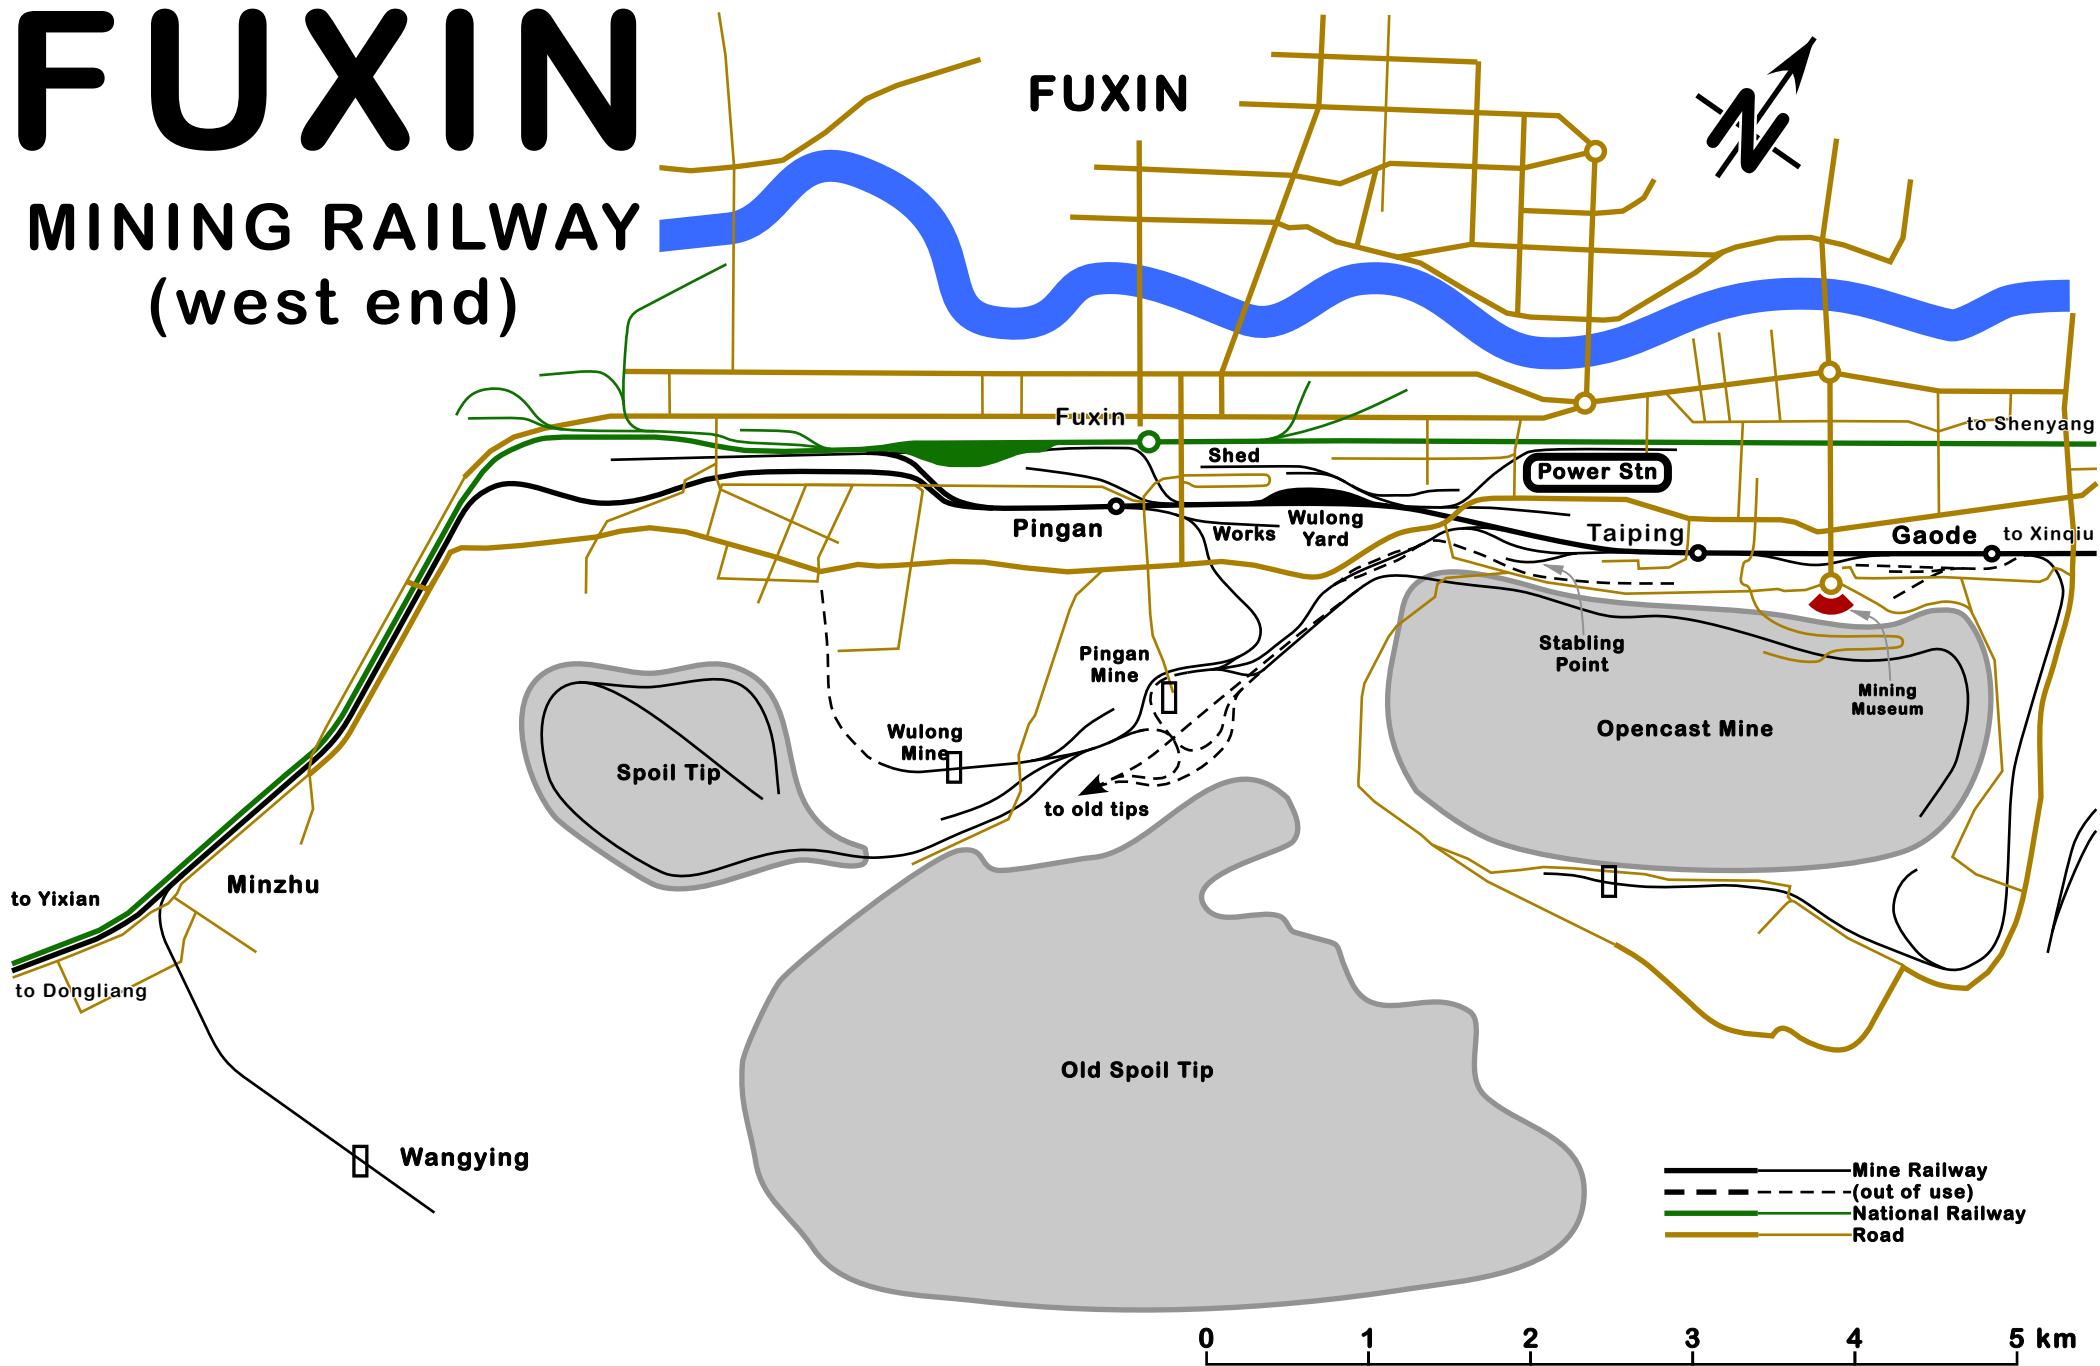 FUXIN
MINING RAILWAY
(west end)
FUXIN
N
Fuxin
to Shenyang
Shed
Power Stn
Pingan
Works
Wulong
Yard
Taiping
Gaode
to Xinqiu
Stabling
Point
Pingan
Mine
Mining
Museum
Wulong
Mine
Opencast Mine
Spoil Tip
to old tips
Minzhu
to Yixian
to Dongliang
Old Spoil Tip
Wangying
Mine Railway
(out of use)
National Railway
Road
0 1 2 3 4 5 km